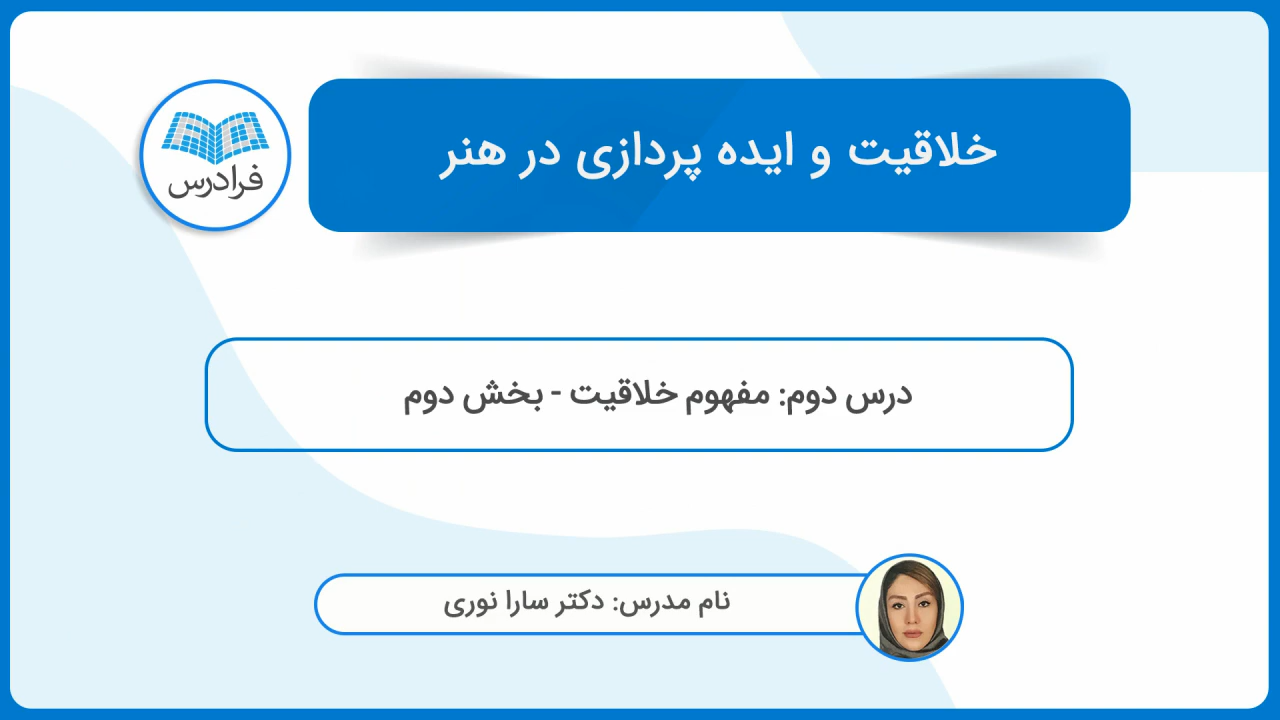 خلاقیت و ایده پردازی در هنر
فرادرس
درس دوم: مفهوم خلاقیت - بخش دوم
نام مدرس: دکتر سارا نوری